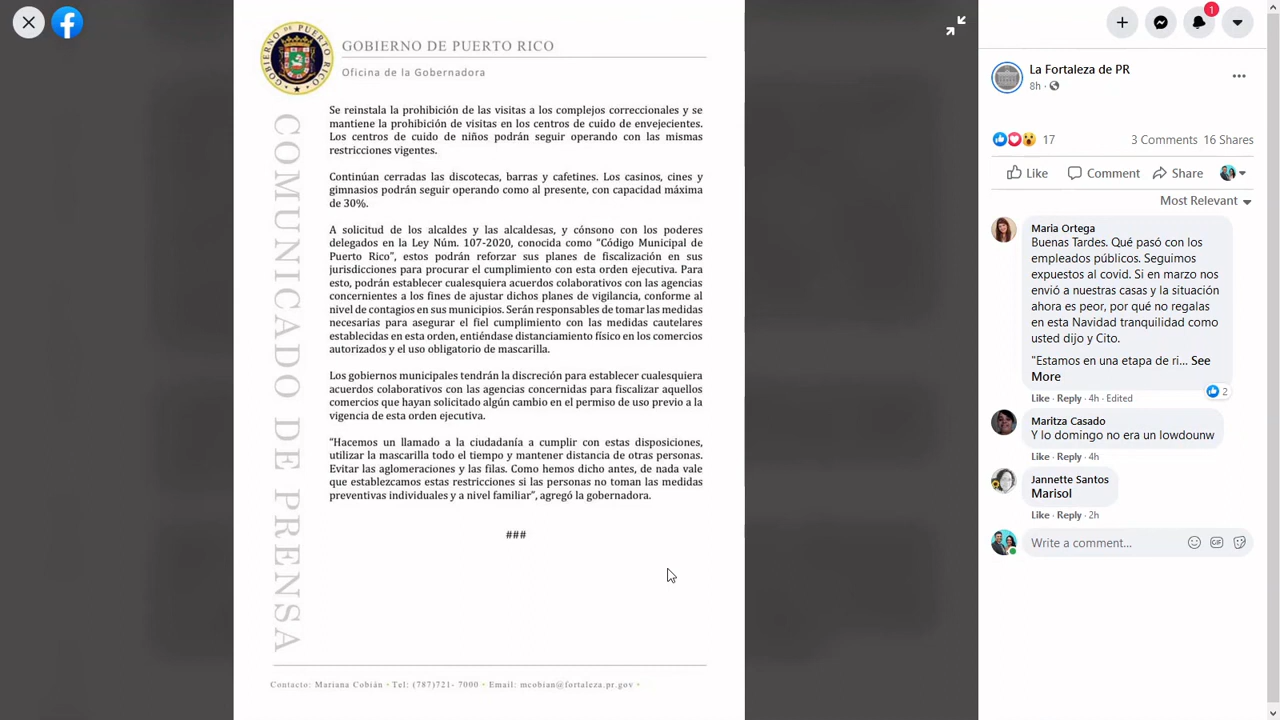 GOBIERNO DE PUERTO RICO
GOBIERNO DE PUERTO RICO
Oficina de la Gobernadora
COMUNICADO DE PRENSA
Se reinstala la prohibición de las visitas a los complejos correccionales y se
mantiene la prohibición de visitas en los centros de cuido de envejecientes.
Los centros de cuido de niños podrán seguir operando con las mismas
restricciones vigentes.
Continúan cerradas las discotecas, barras y cafetines. Los casinos, cines y
gimnasios podrán seguir operando como al presente, con capacidad máxima
de 30%.
A solicitud de los alcaldes y las alcaldesas, y cónsono con los poderes
delegados en la Ley Núm. 107-2020, conocida como “Código Municipal de
Puerto Rico”, estos podrán reforzar sus planes de fiscalización en sus
jurisdicciones para procurar el cumplimiento con esta orden ejecutiva. Para
esto, podrán establecer cualesquiera acuerdos colaborativos con las agencias
concernientes a los fines de ajustar dichos planes de vigilancia, conforme al
nivel de contagios en sus municipios. Serán responsables de tomar las medidas
necesarias para asegurar el fiel cumplimiento con las medidas cautelares
establecidas en esta orden, entiéndase distanciamiento físico en los comercios
autorizados y el uso obligatorio de mascarilla.
Los gobiernos municipales tendrán la discreción para establecer cualesquiera
acuerdos colaborativos con las agencias concernidas para fiscalizar aquellos
comercios que hayan solicitado algún cambio en el permiso de uso previo a la
vigencia de esta orden ejecutiva.
“Hacemos un llamado a la ciudadanía a cumplir con estas disposiciones,
utilizar la mascarilla todo el tiempo y mantener distancia de otras personas.
Evitar las aglomeraciones y las filas. Como hemos dicho antes, de nada vale
que establezcamos estas restricciones si las personas no toman las medidas
preventivas individuales y a nivel familiar”, agregó la gobernadora.
###
Contacto: Mariana Cobián • Tel: (787)721- 7000 • Email: mcobian@fortaleza.pr.gov •
1
La Fortaleza de PR
8h ·
17
3 Comments 16 Shares
Like Comment Share
Most Relevant
Maria Ortega
Buenas Tardes. Qué pasó con los
empleados públicos. Seguimos
expuestos al covid. Si en marzo nos
envió a nuestras casas y la situación
ahora es peor, por qué no regalas
en esta Navidad tranquilidad como
usted dijo y Cito.
"Estamos en una etapa de ri... See
More
2
Like · Reply · 4h · Edited
Maritza Casado
Y lo domingo no era un lowdounw
Like · Reply · 4h
Jannette Santos
Marisol
Like · Reply · 2h
Write a comment...
GIF